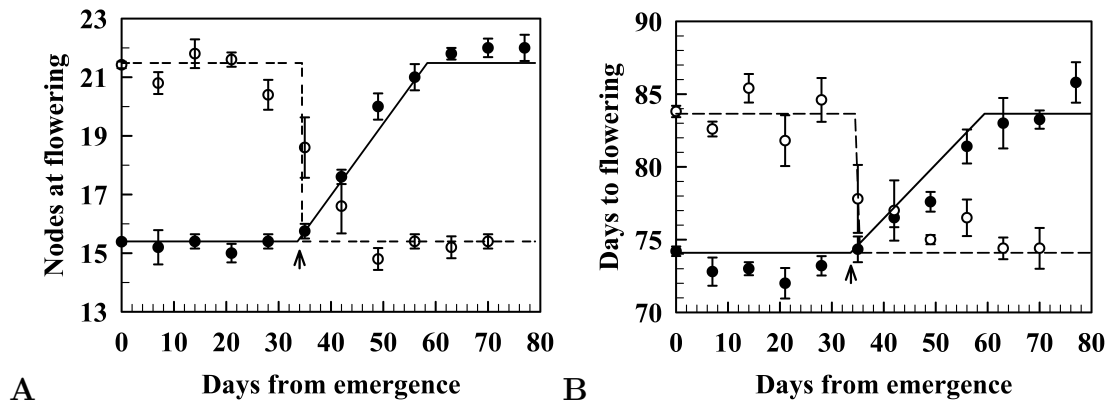 23
21
19
17
15
13
Nodes at flowering
0 10 20 30 40 50 60 70 80
Days from emergence
A
90
85
80
75
70
Days to flowering
0 10 20 30 40 50 60 70 80
Days from emergence
B